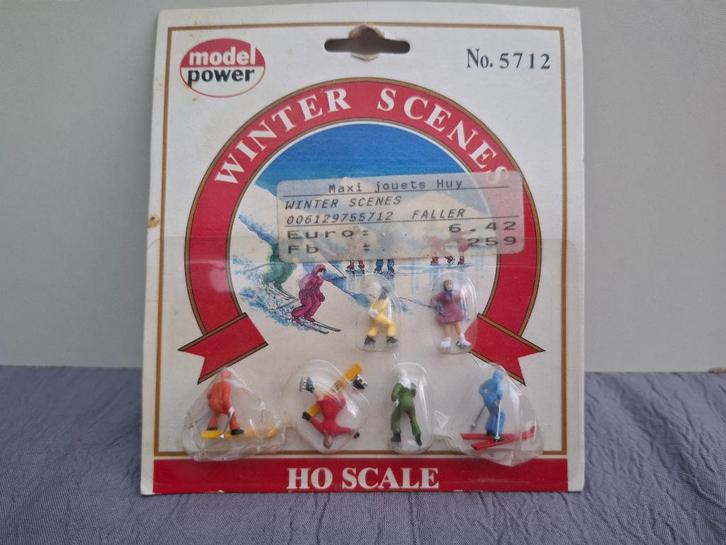 model
power
No. 5712
WINTER SCENES
Maxi jouets Huy
WINTER SCENES
006129755712 FALLER
Euro: 6.42
Fb : 259
HO SCALE